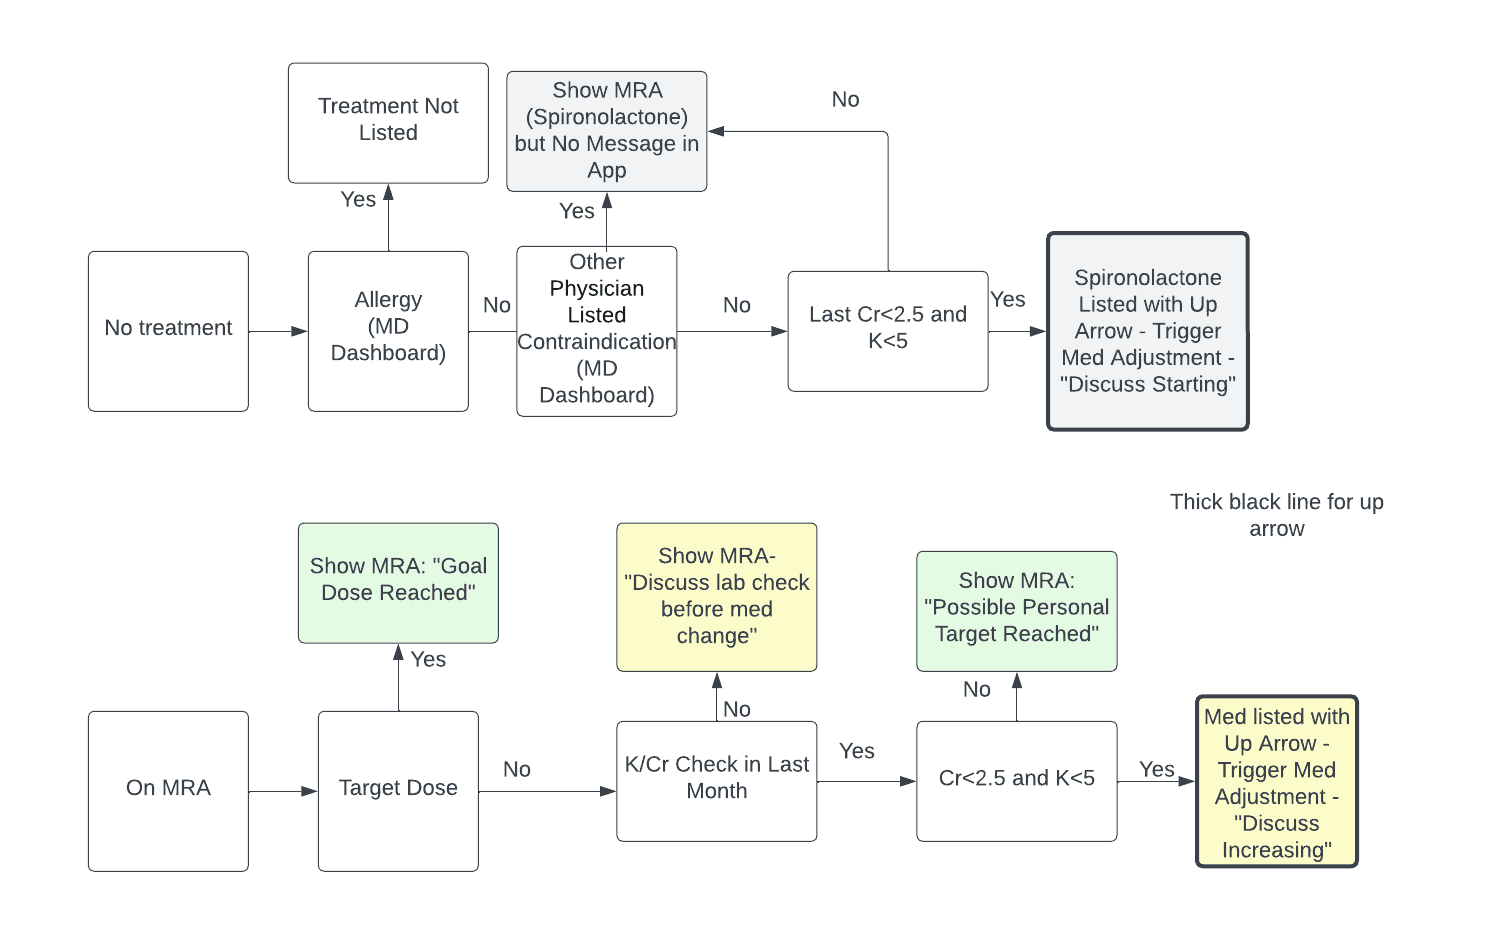 Treatment Not
Listed
Show MRA
(Spironolactone)
but No Message in
App
No
Yes
Yes
No treatment
Allergy
(MD
Dashboard)
No
Other
Physician
Listed
Contraindication
(MD
Dashboard)
No
Last Cr<2.5 and
K<5
Yes
Spironolactone
Listed with Up
Arrow - Trigger
Med Adjustment -
"Discuss Starting"
Thick black line for up
arrow
Show MRA: "Goal
Dose Reached"
Show MRA-
"Discuss lab check
before med
change"
Show MRA:
"Possible Personal
Target Reached"
Yes
No
No
On MRA
Target Dose
No
K/Cr Check in Last
Month
Yes
Cr<2.5 and K<5
Yes
Med listed with
Up Arrow -
Trigger Med
Adjustment -
"Discuss
Increasing"